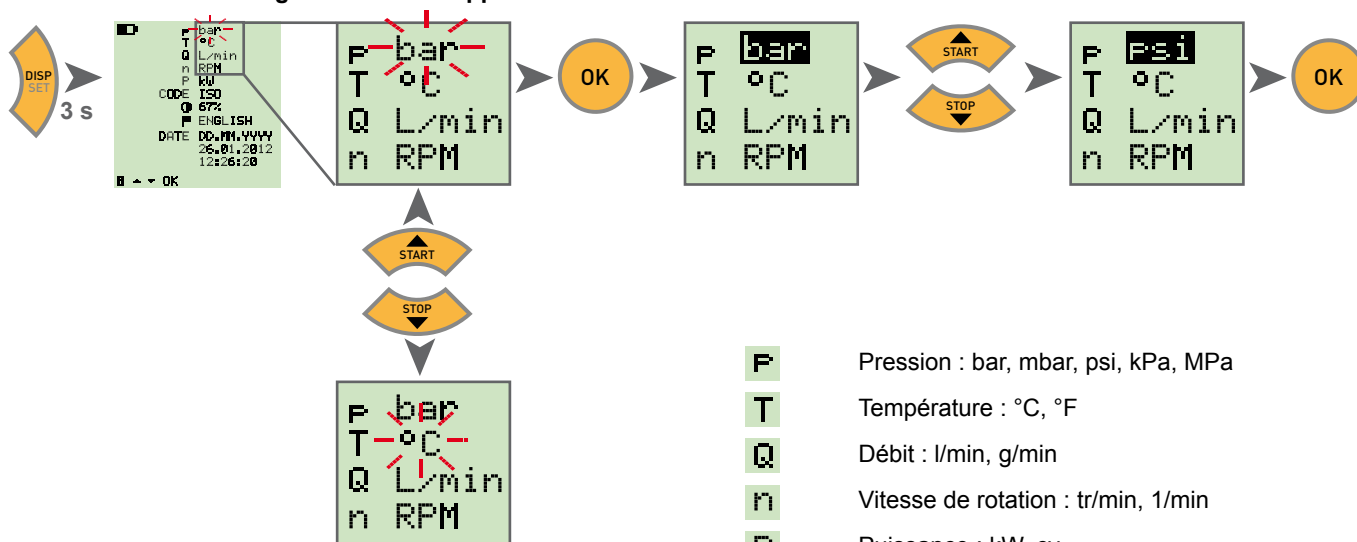 DISP
SET
3 s
P bar
T °C
Q L/min
n RPM
P kW
CODE ISO
67%
ENGLISH
DATE DD.MM.YYYY
26.01.2012
12:26:20
OK
P bar
T °C
Q L/min
n RPM
OK
P bar
T °C
Q L/min
n RPM
START
STOP
P psi
T °C
Q L/min
n RPM
OK
START
STOP
P bar
T °C
Q L/min
n RPM
P Pression : bar, mbar, psi, kPa, MPa
T Température : °C, °F
Q Débit : l/min, g/min
n Vitesse de rotation : tr/min, 1/min
P Puissance : kW, cv